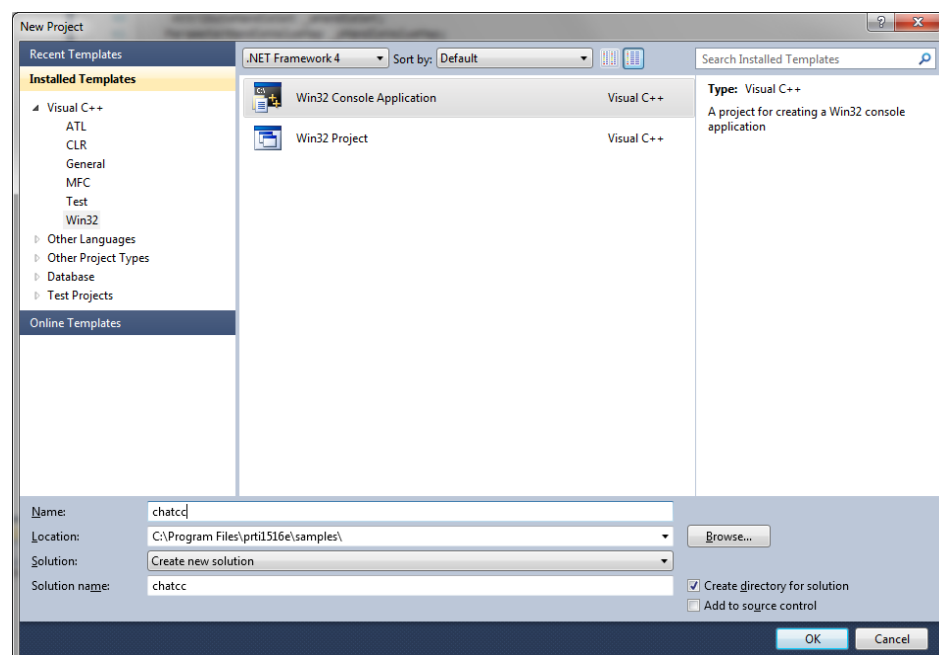 New Project
Recent Templates
Installed Templates
Visual C++
ATL
CLR
General
MFC
Test
Win32
Other Languages
Other Project Types
Database
Test Projects
Online Templates
.NET Framework 4 Sort by: Default
Win32 Console Application Visual C++
Win32 Project Visual C++
Search Installed Templates
Type: Visual C++
A project for creating a Win32 console
application
Name: chatcc
Location: C:\Program Files\prti1516e\samples\ Browse...
Solution: Create new solution
Solution name: chatcc
Create directory for solution
Add to source control
OK Cancel